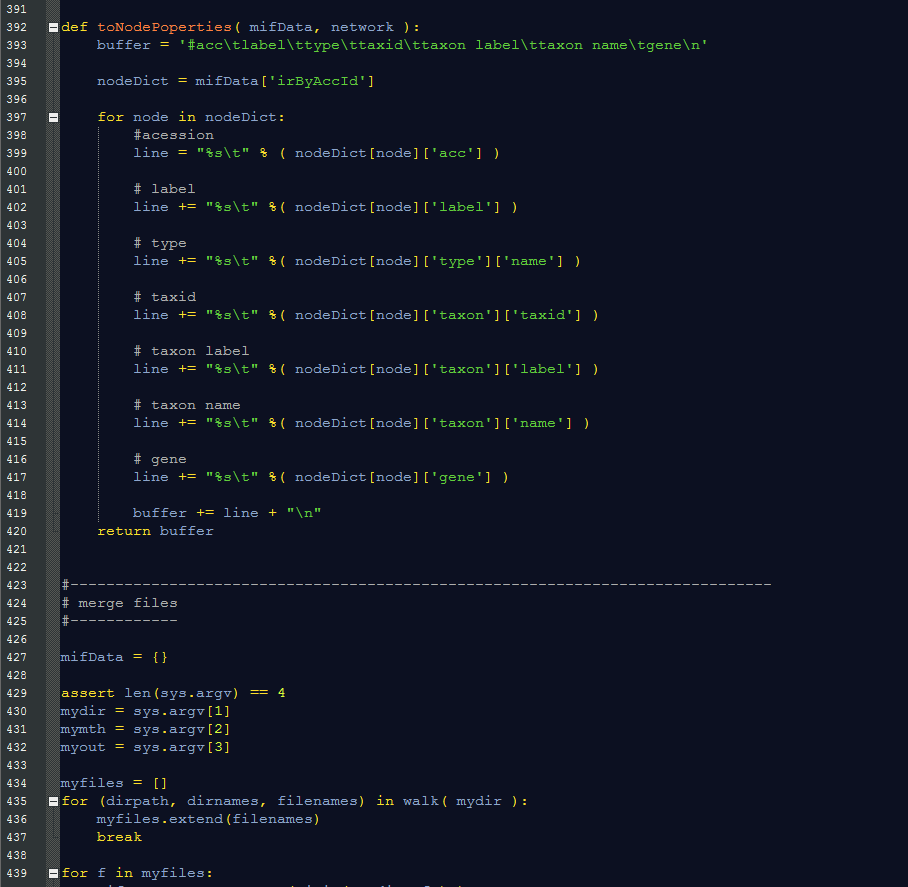 391
392 def toNodePoperties( mifData, network ):
393 buffer = '#acc\tlabel\ttype\ttaxid\ttaxon label\ttaxon name\tgene\n'
394
395 nodeDict = mifData['irByAccId']
396
397 for node in nodeDict:
398 #acession
399 line = "%s\t" % ( nodeDict[node]['acc'] )
400
401 # label
402 line += "%s\t" %( nodeDict[node]['label'] )
403
404 # type
405 line += "%s\t" %( nodeDict[node]['type']['name'] )
406
407 # taxid
408 line += "%s\t" %( nodeDict[node]['taxon']['taxid'] )
409
410 # taxon label
411 line += "%s\t" %( nodeDict[node]['taxon']['label'] )
412
413 # taxon name
414 line += "%s\t" %( nodeDict[node]['taxon']['name'] )
415
416 # gene
417 line += "%s\t" %( nodeDict[node]['gene'] )
418
419 buffer += line + "\n"
420 return buffer
421
422
423 #------------------------------------------------------------------------------
424 # merge files
425 #------------
426
427 mifData = {}
428
429 assert len(sys.argv) == 4
430 mydir = sys.argv[1]
431 mymth = sys.argv[2]
432 myout = sys.argv[3]
433
434 myfiles = []
435 for (dirpath, dirnames, filenames) in walk( mydir ):
436 myfiles.extend(filenames)
437 break
438
439 for f in myfiles: